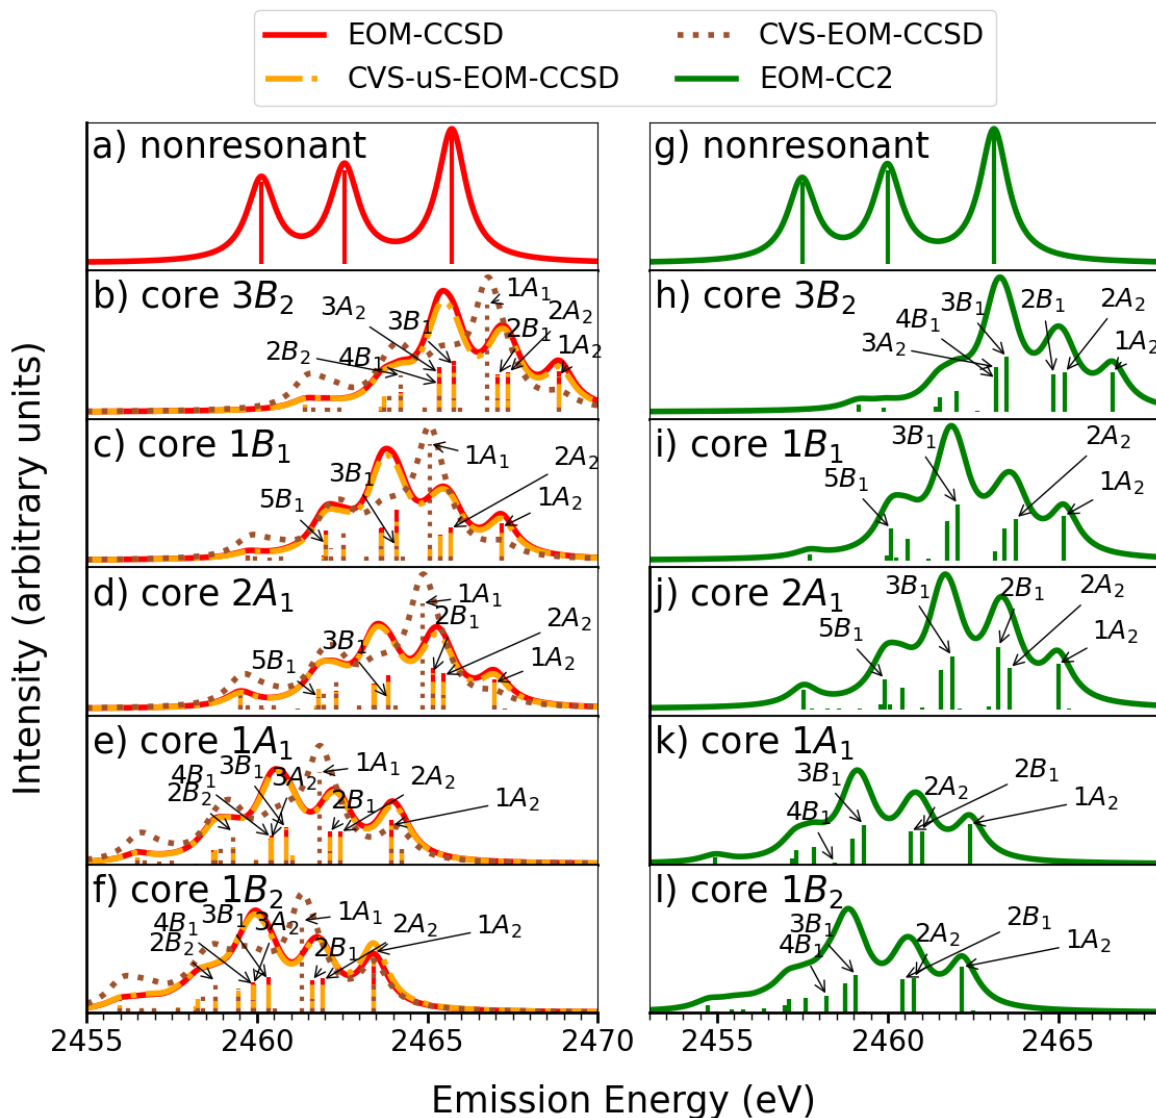 EOM-CCSD
CVS-uS-EOM-CCSD
CVS-EOM-CCSD
EOM-CC2
Intensity (arbitrary units)
a) nonresonant
b) core 3B₂
3A₂
2B₂
4B₁
3B₁
1A₁
2A₂
2B₁
1A₂
c) core 1B₁
5B₁
3B₁
1A₁
2A₂
1A₂
d) core 2A₁
5B₁
3B₁
1A₁
2B₁
2A₂
1A₂
e) core 1A₁
4B₁
3B₁
2B₂
3A₂
1A₁
2B₁
2A₂
1A₂
f) core 1B₂
4B₁
3B₁
2B₂
3A₂
1A₁
2B₁
2A₂
1A₂
2455 2460 2465 2470
g) nonresonant
h) core 3B₂
3B₁
4B₁
3A₂
2B₁
2A₂
1A₂
i) core 1B₁
3B₁
5B₁
2A₂
1A₂
j) core 2A₁
3B₁
5B₁
2B₁
2A₂
1A₂
k) core 1A₁
3B₁
4B₁
2B₁
2A₂
1A₂
l) core 1B₂
3B₁
4B₁
2A₂
2B₁
1A₂
2455 2460 2465
Emission Energy (eV)